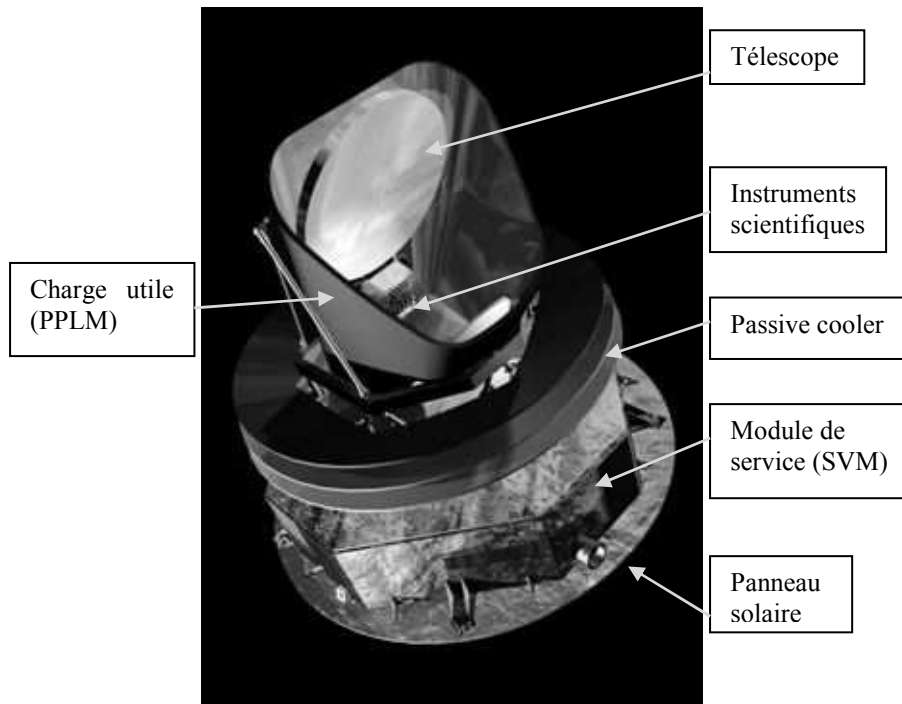 Télescope
Instruments
scientifiques
Charge utile
(PPLM)
Passive cooler
Module de
service (SVM)
Panneau
solaire